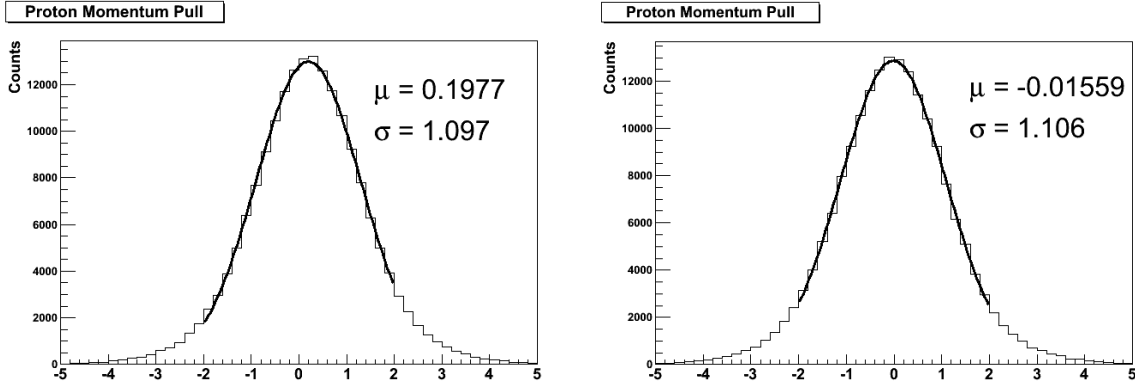 Proton Momentum Pull
Counts
μ = 0.1977
σ = 1.097
12000
10000
8000
6000
4000
2000
0
-5 -4 -3 -2 -1 0 1 2 3 4 5
Proton Momentum Pull
Counts
μ = -0.01559
σ = 1.106
12000
10000
8000
6000
4000
2000
0
-5 -4 -3 -2 -1 0 1 2 3 4 5